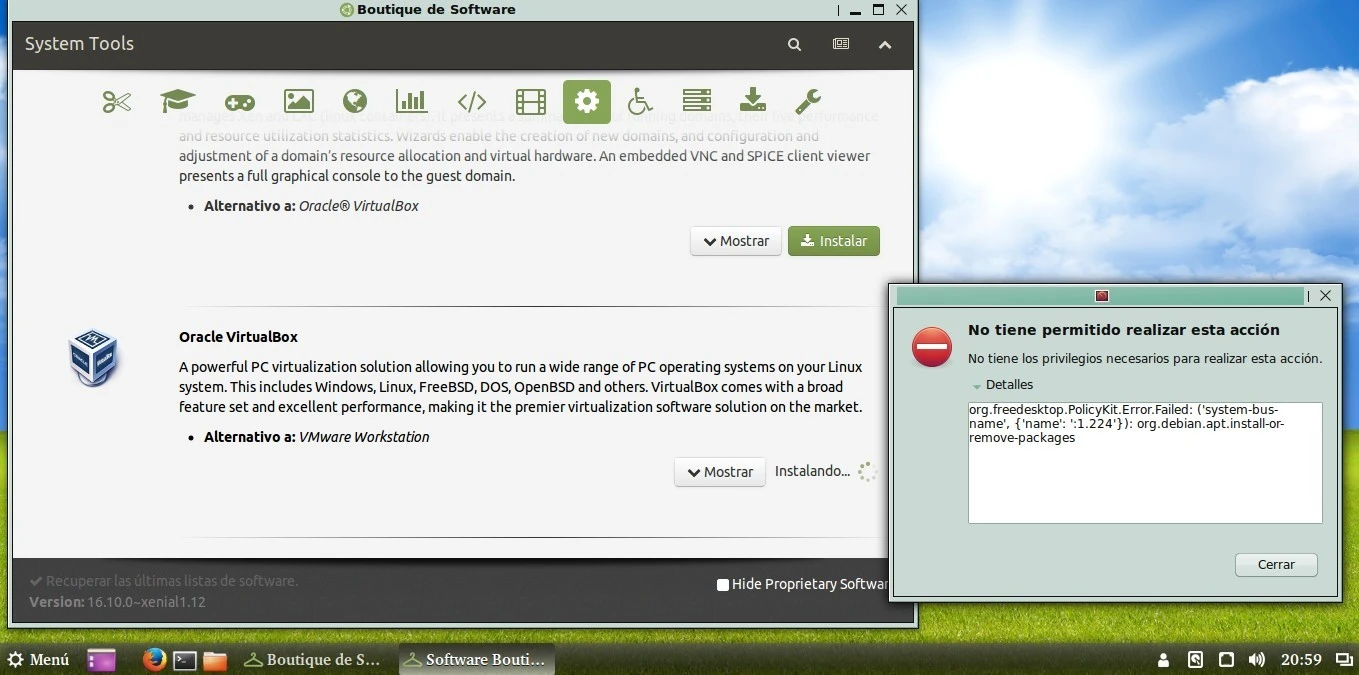 Boutique de Software
System Tools
and resource utilization statistics. Wizards enable the creation of new domains, and configuration and
adjustment of a domain's resource allocation and virtual hardware. An embedded VNC and SPICE client viewer
presents a full graphical console to the guest domain.
• Alternativo a: Oracle® VirtualBox
Mostrar
Instalar
Oracle VirtualBox
A powerful PC virtualization solution allowing you to run a wide range of PC operating systems on your Linux
system. This includes Windows, Linux, FreeBSD, DOS, OpenBSD and others. VirtualBox comes with a broad
feature set and excellent performance, making it the premier virtualization software solution on the market.
• Alternativo a: VMware Workstation
Mostrar
Instalando...
Recuperar las últimas listas de software.
Version: 16.10.0~xenial1.12
Hide Proprietary Softwar
No tiene permitido realizar esta acción
No tiene los privilegios necesarios para realizar esta acción.
Detalles
org.freedesktop.PolicyKit.Error.Failed: ('system-bus-
name', {'name': ':1.224'}): org.debian.apt.install-or-
remove-packages
Cerrar
Menú
Boutique de S...
Software Bouti...
20:59